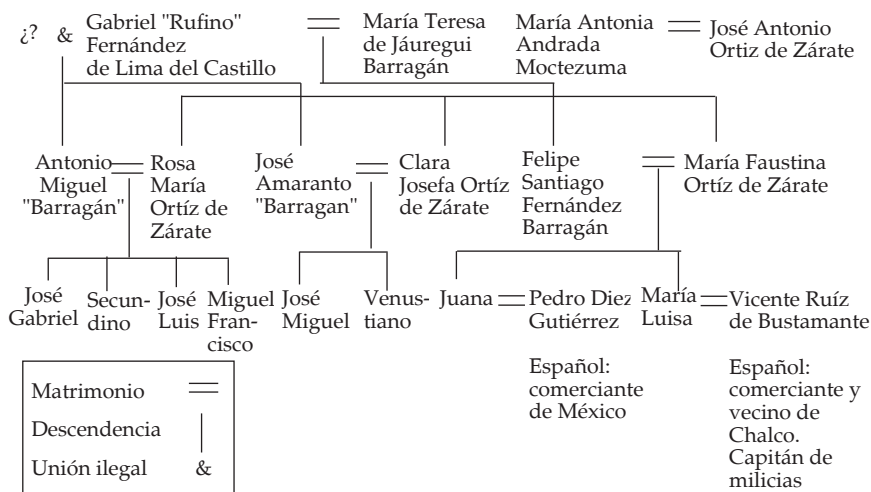 ¿? & Gabriel "Rufino"
Fernández
de Lima del Castillo
María Teresa
de Jáuregui
Barragán
María Antonia
Andrada
Moctezuma
José Antonio
Ortiz de Zárate
Antonio
Miguel
"Barragán"
Rosa
María
Ortíz de
Zárate
José
Amaranto
"Barragan"
Clara
Josefa Ortíz
de Zárate
Felipe
Santiago
Fernández
Barragán
María Faustina
Ortíz de Zárate
José
Gabriel
Secun-
dino
José
Luis
Miguel
Fran-
cisco
José
Miguel
Venus-
tiano
Juana
Pedro Diez
Gutiérrez
Español:
comerciante
de México
María
Luisa
Vicente Ruíz
de Bustamante
Español:
comerciante y
vecino de
Chalco.
Capitán de
milicias
Matrimonio
Descendencia
Unión ilegal &